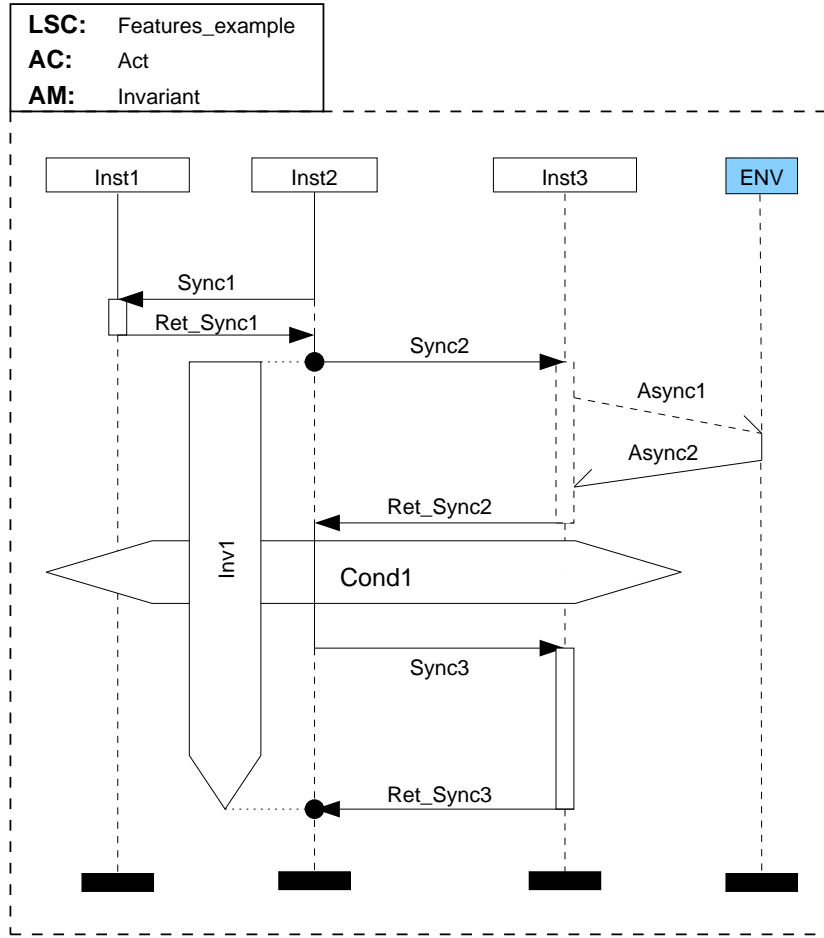 LSC: Features_example
AC: Act
AM: Invariant
Inst1 Inst2 Inst3 ENV
Sync1
Ret_Sync1
Sync2
Async1
Async2
Ret_Sync2
Inv1
Cond1
Sync3
Ret_Sync3